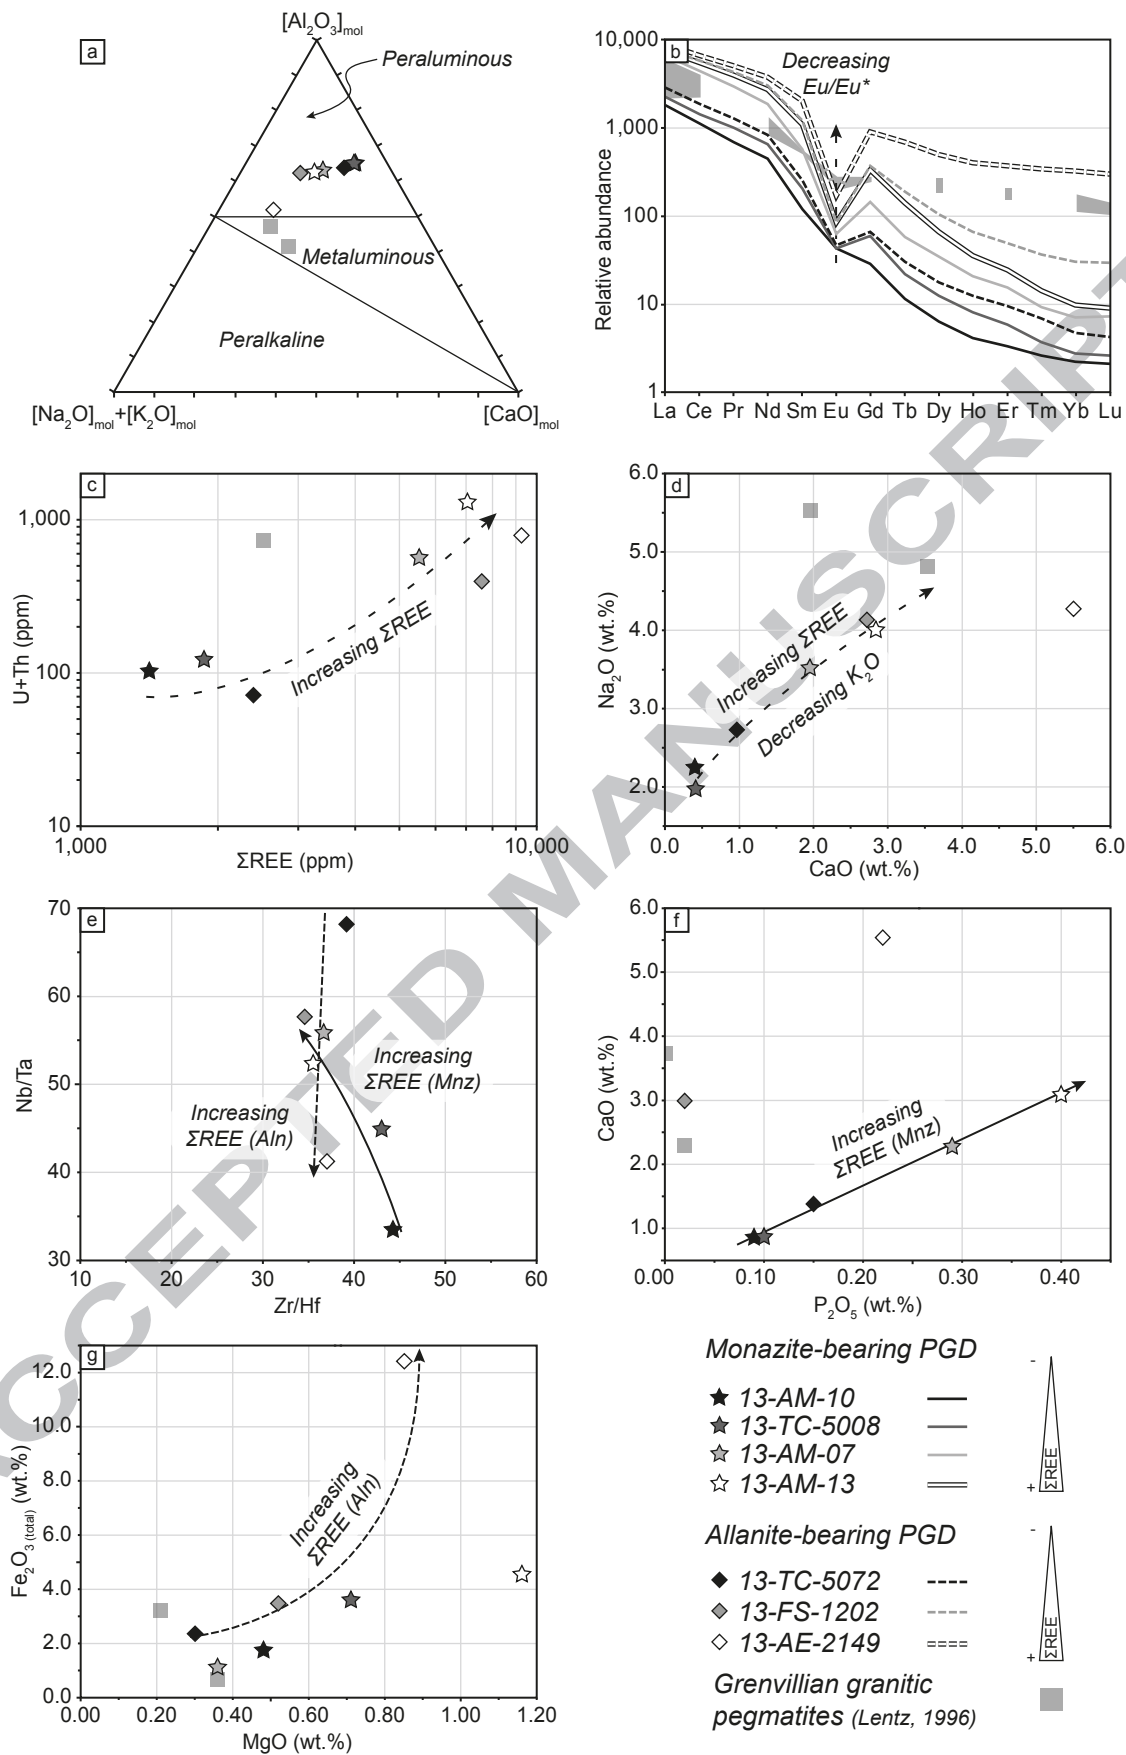 a
[Al2O3]mol
Peraluminous
Metaluminous
Peralkaline
[Na2O]mol+[K2O]mol
[CaO]mol
b
Decreasing
Eu/Eu*
Relative abundance
10,000
1,000
100
10
1
La Ce Pr Nd Sm Eu Gd Tb Dy Ho Er Tm Yb Lu
c
U+Th (ppm)
1,000
100
10
Increasing ΣREE
1,000
10,000
ΣREE (ppm)
d
Na2O (wt.%)
6.0
5.0
4.0
3.0
2.0
Increasing ΣREE
Decreasing K2O
0.0 1.0 2.0 3.0 4.0 5.0 6.0
CaO (wt.%)
e
Nb/Ta
70
60
50
40
30
Increasing
ΣREE (Mnz)
Increasing
ΣREE (Aln)
10 20 30 40 50 60
Zr/Hf
f
CaO (wt.%)
6.0
5.0
4.0
3.0
2.0
1.0
Increasing
ΣREE (Mnz)
0.00 0.10 0.20 0.30 0.40
P2O5 (wt.%)
g
Fe2O3 (total) (wt.%)
12.0
10.0
8.0
6.0
4.0
2.0
0.0
Increasing
ΣREE (Aln)
0.00 0.20 0.40 0.60 0.80 1.00 1.20
MgO (wt.%)
Monazite-bearing PGD
13-AM-10
13-TC-5008
13-AM-07
13-AM-13
-
ΣREE
+
Allanite-bearing PGD
13-TC-5072
13-FS-1202
13-AE-2149
-
ΣREE
+
Grenvillian granitic
pegmatites (Lentz, 1996)
ACCEPTED MANUSCRIPT